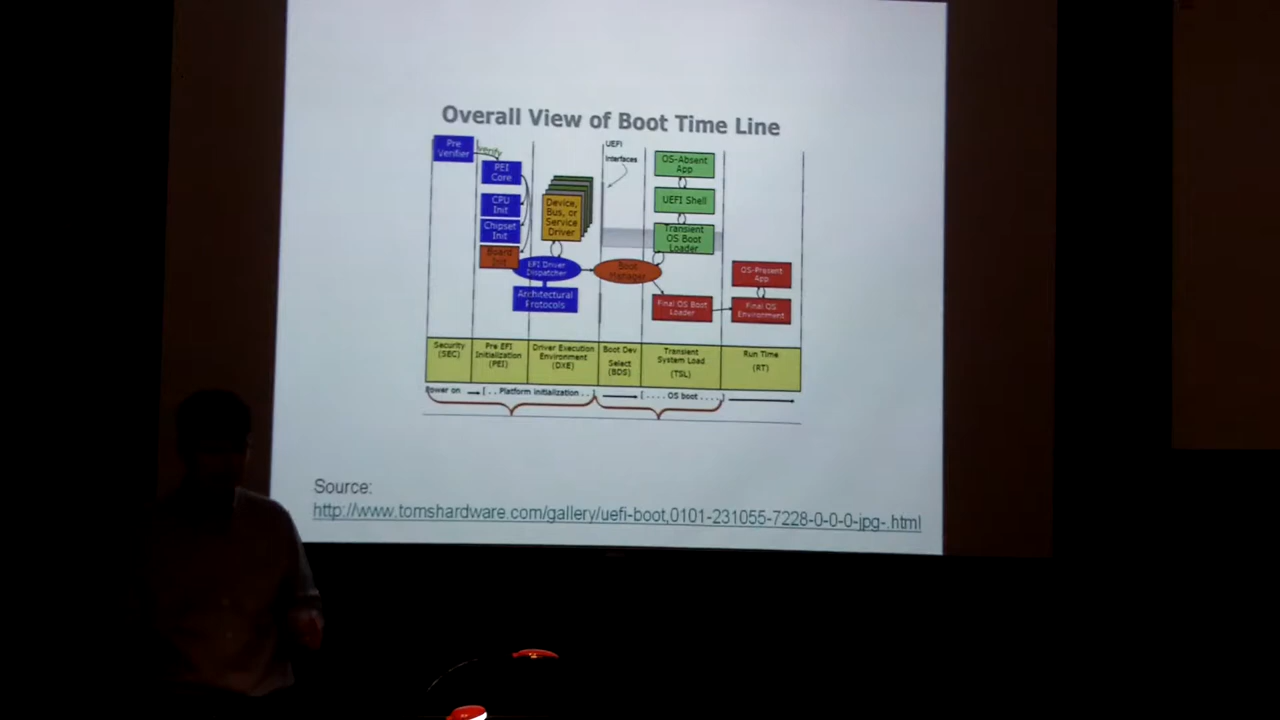 Overall View of Boot Time Line
Pre
Verifier
verify
PEI
Core
CPU
Init
Chipset
Init
Board
Init
Device,
Bus, or
Service
Driver
EFI Driver
Dispatcher
Architectural
Protocols
UEFI
Interfaces
Boot
Manager
OS-Absent
App
UEFI Shell
Transient
OS Boot
Loader
Final OS Boot
Loader
OS-Present
App
Final OS
Environment
Security
(SEC)
Pre EFI
Initialization
(PEI)
Driver Execution
Environment
(DXE)
Boot Dev
Select
(BDS)
Transient
System Load
(TSL)
Run Time
(RT)
Power on
[ . . Platform initialization . . ]
[ . . . . OS boot . . . . ]
Source:
http://www.tomshardware.com/gallery/uefi-boot,0101-231055-7228-0-0-0-jpg-.html